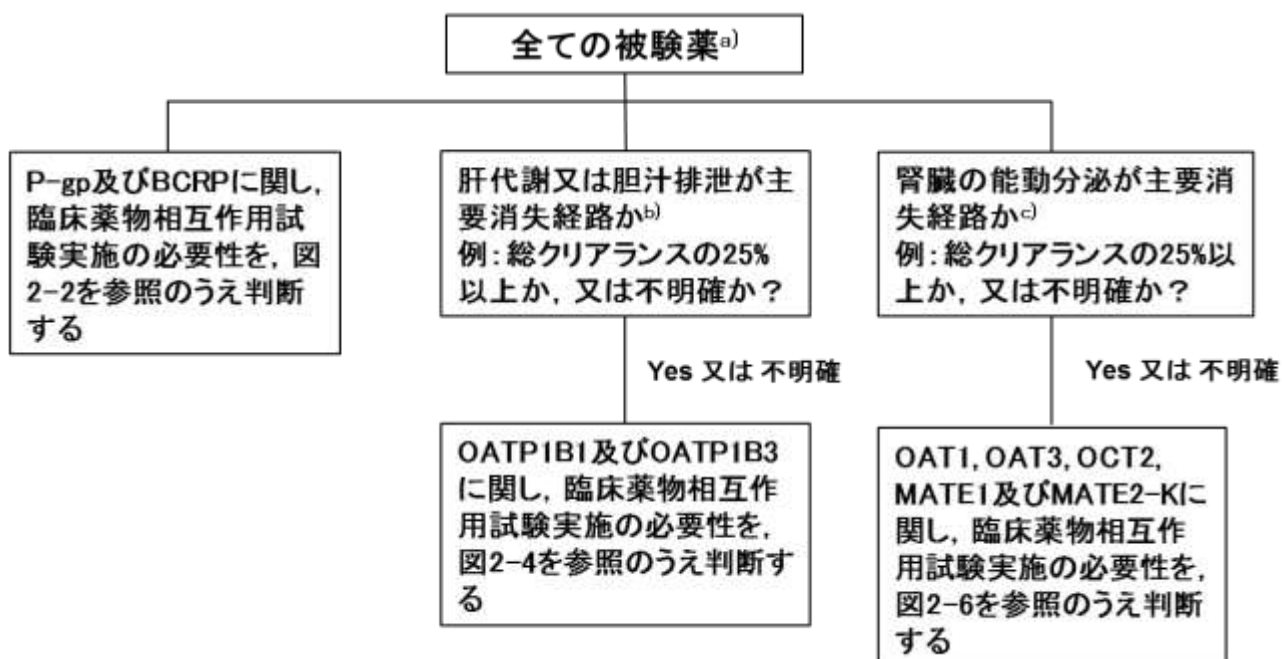 全ての被験薬a)
P-gp及びBCRPに関し,
臨床薬物相互作用試
験実施の必要性を, 図
2-2を参照のうえ判断
する
肝代謝又は胆汁排泄が主
要消失経路かb)
例:総クリアランスの25%
以上か, 又は不明確か?
Yes 又は 不明確
OATP1B1及びOATP1B3
に関し, 臨床薬物相互作
用試験実施の必要性を,
図2-4を参照のうえ判断す
る
腎臓の能動分泌が主要消
失経路かc)
例:総クリアランスの25%以
上か, 又は不明確か?
Yes 又は 不明確
OAT1, OAT3, OCT2,
MATE1及びMATE2-Kに
関し, 臨床薬物相互作
用試験実施の必要性を,
図2-6を参照のうえ判断
する